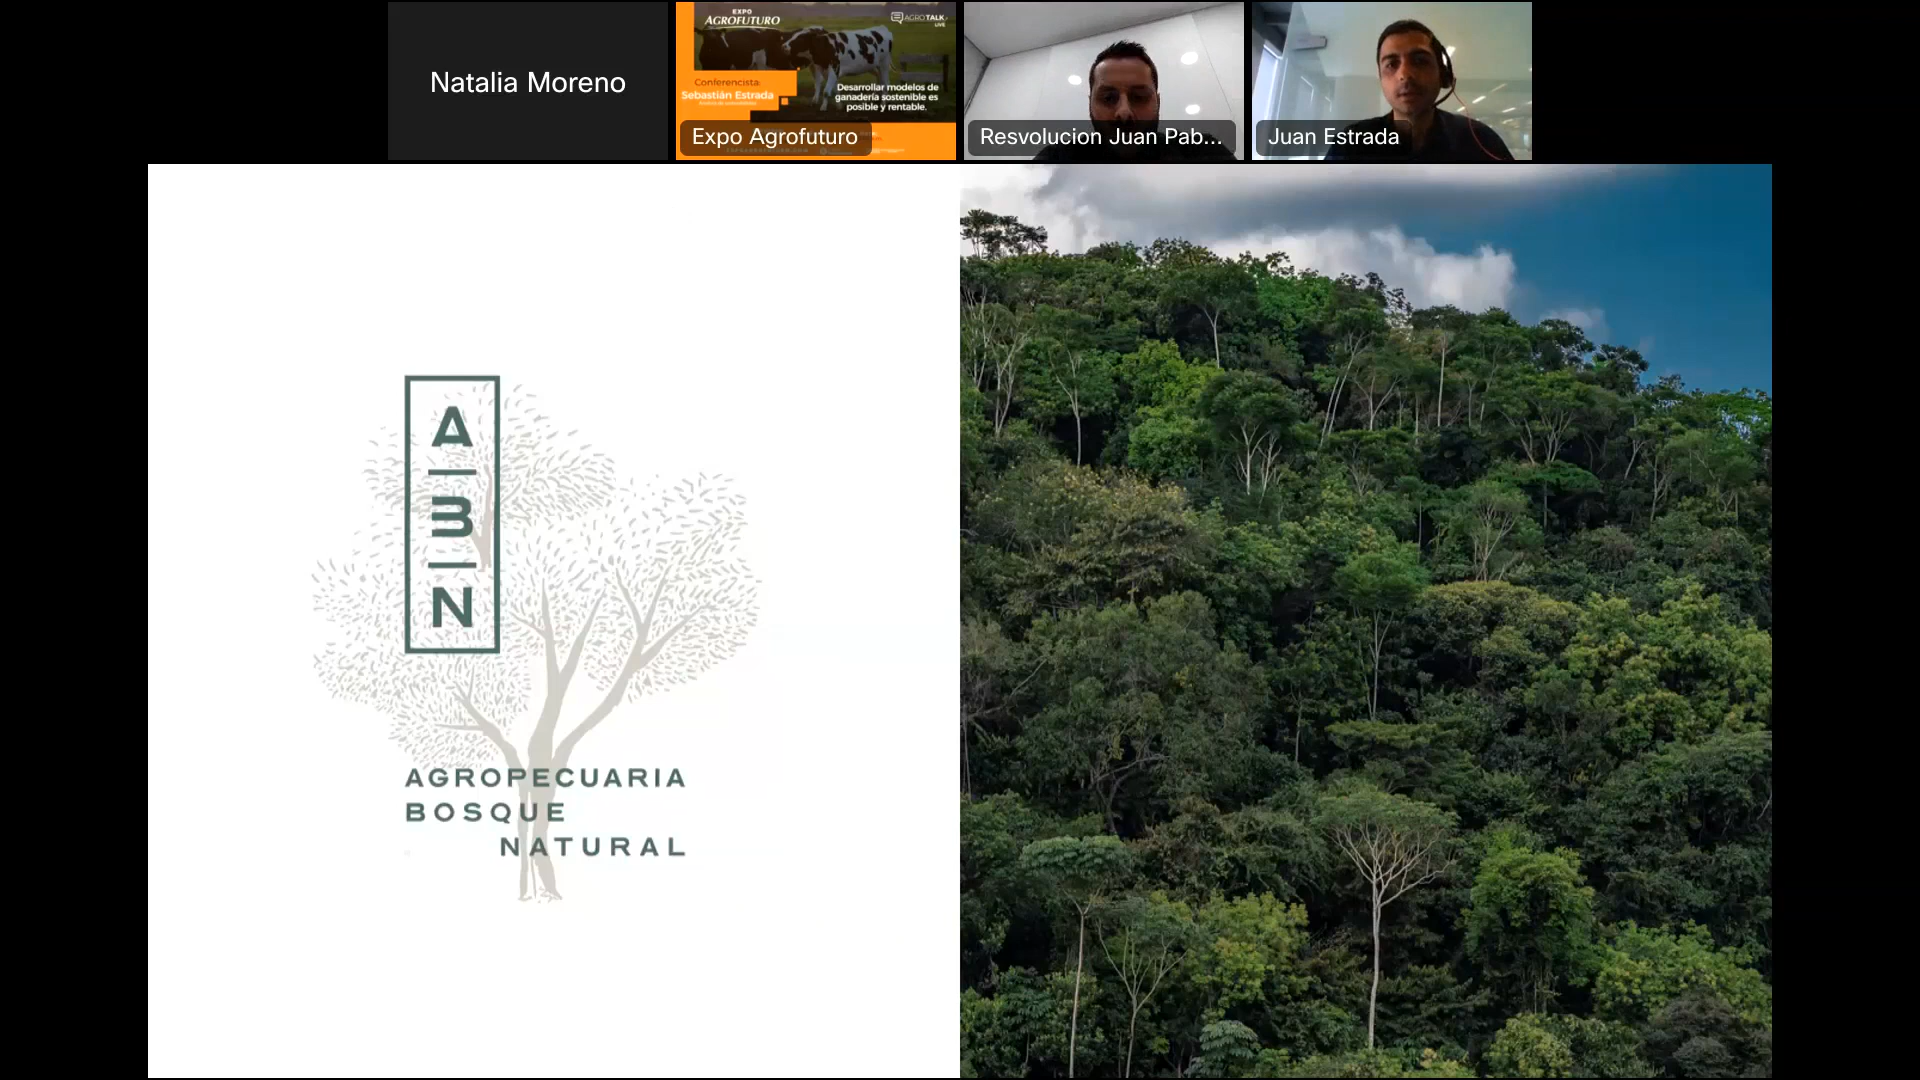 Natalia Moreno
EXPO
AGROFUTURO
AGROTALK
LIVE
Conferencista:
Sebastián Estrada
Desarrollar modelos de
ganadería sostenible es
posible y rentable.
Expo Agrofuturo
Resvolucion Juan Pab...
Juan Estrada
A
B
N
AGROPECUARIA
BOSQUE
NATURAL